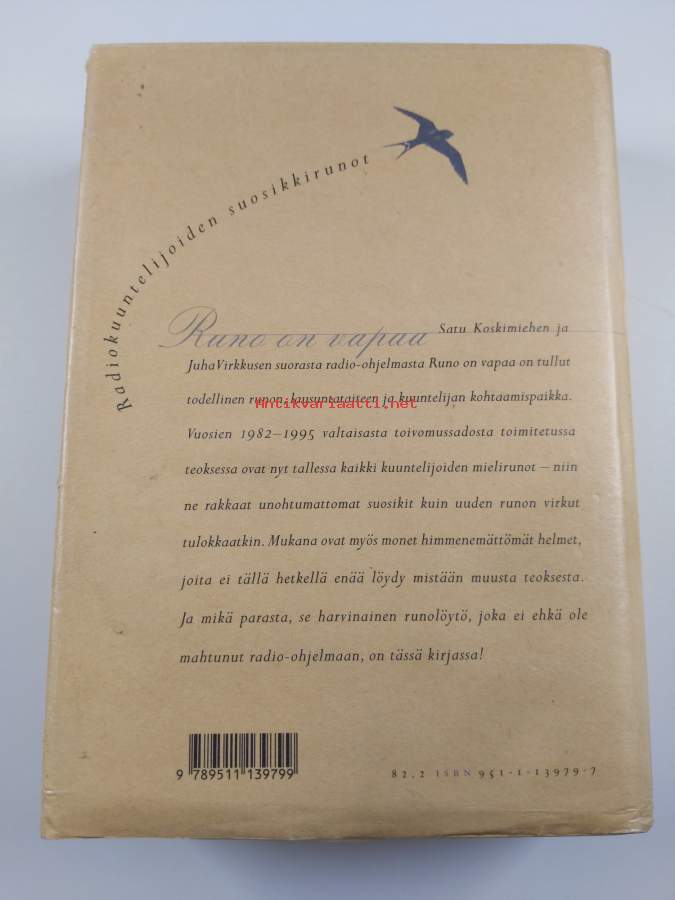 Radiokuuntelijoiden suosikkirunot
Runo on vapaa Satu Koskimiehen ja
Juha Virkkusen suorasta radio-ohjelmasta Runo on vapaa on tullut
todellinen runon, lausuntataiteen ja kuuntelijan kohtaamispaikka.
Antikvariaatti.net
Vuosien 1982–1995 valtaisasta toivomussadosta toimitetussa
teoksessa ovat nyt tallessa kaikki kuuntelijoiden mielirunot – niin
ne rakkaat unohtumattomat suosikit kuin uuden runon virkut
tulokkaatkin. Mukana ovat myös monet himmenemättömät helmet,
joita ei tällä hetkellä enää löydy mistään muusta teoksesta.
Ja mikä parasta, se harvinainen runolöytö, joka ei ehkä ole
mahtunut radio-ohjelmaan, on tässä kirjassa!
9 789511 139799
82.2 ISBN 951-1-13979-7